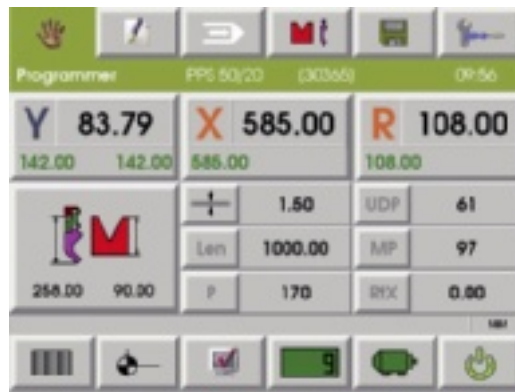 Programmer PPS 50/20 (30365) 09:56
Y 83.79 X 585.00 R 108.00
142.00 142.00 585.00 108.00
1.50 UDP 61
Len 1000.00 MP 97
258.00 90.00 P 170 RfX 0.00
9